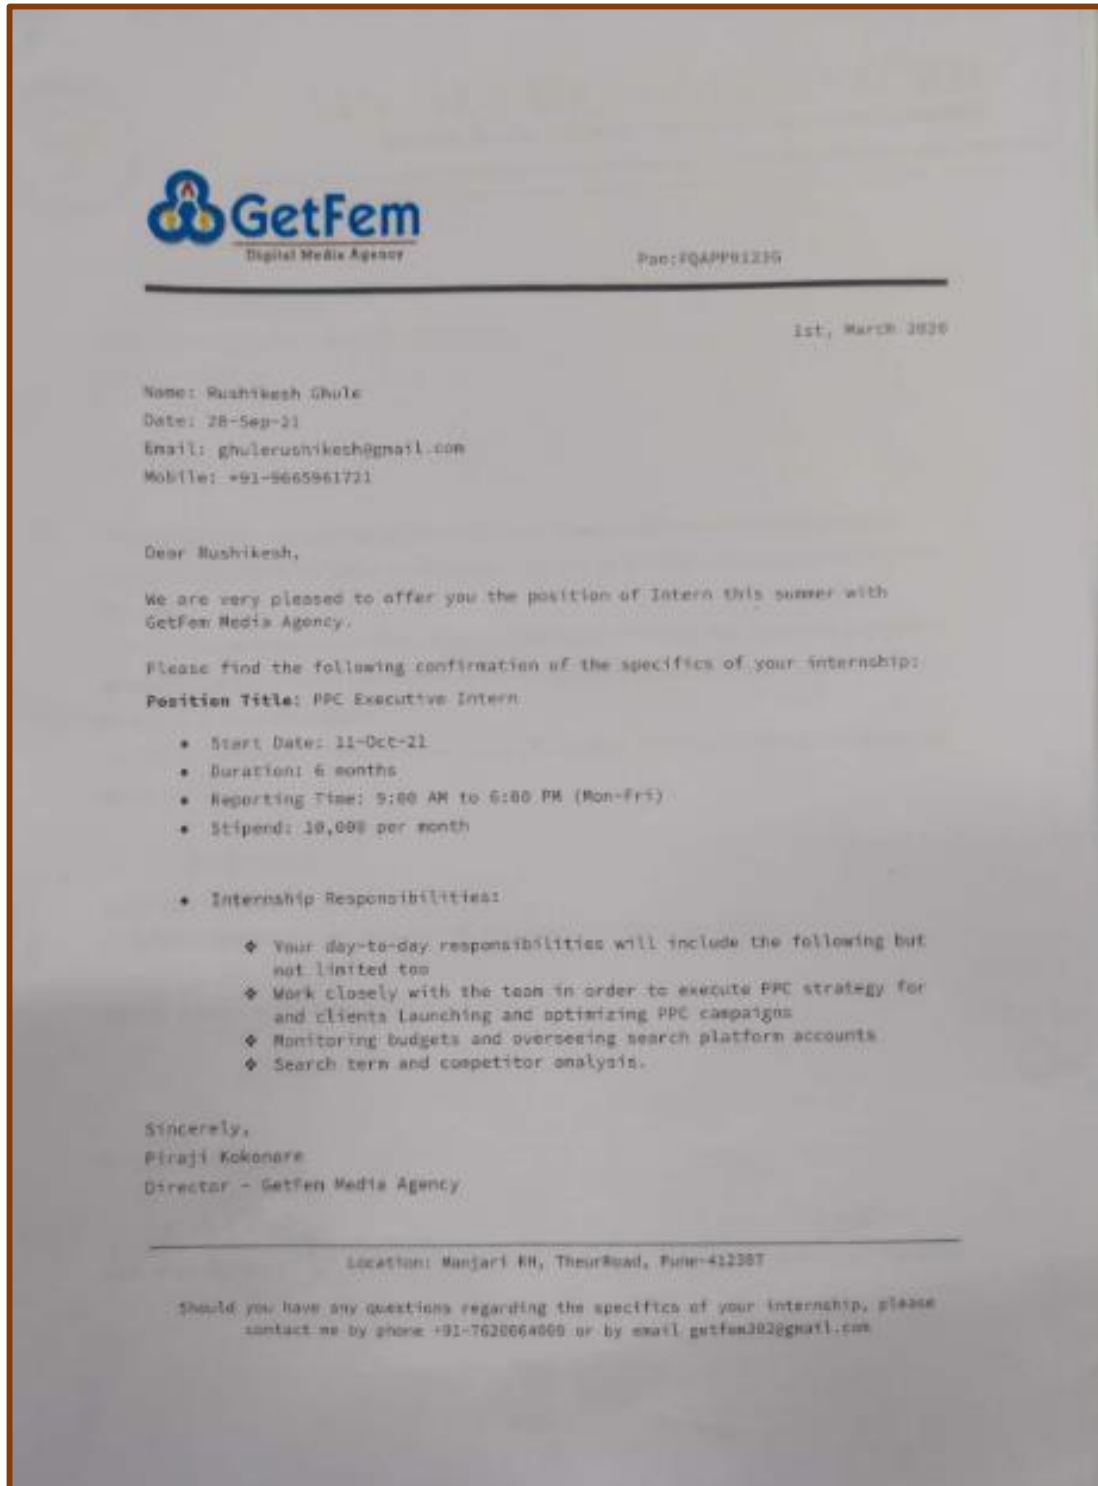 GetFem
Digital Media Agency
Pan:FQAPP9123G
1st, March 2020
Name: Rushikesh Ghule
Date: 28-Sep-21
Email: ghulerushikesh@gmail.com
Mobile: +91-9665961721
Dear Rushikesh,
We are very pleased to offer you the position of Intern this summer with
GetFem Media Agency.
Please find the following confirmation of the specifics of your internship:
Position Title: PPC Executive Intern
• Start Date: 11-Oct-21
• Duration: 6 months
• Reporting Time: 9:00 AM to 6:00 PM (Mon-Fri)
• Stipend: 10,000 per month
• Internship Responsibilities:
❖ Your day-to-day responsibilities will include the following but
not limited too
❖ Work closely with the team in order to execute PPC strategy for
and clients Launching and optimizing PPC campaigns
❖ Monitoring budgets and overseeing search platform accounts
❖ Search term and competitor analysis.
Sincerely,
Piraji Kokonare
Director - GetFem Media Agency
Location: Manjari KH, TheurRoad, Pune-412307
Should you have any questions regarding the specifics of your internship, please
contact me by phone +91-7620664000 or by email getfem302@gmail.com